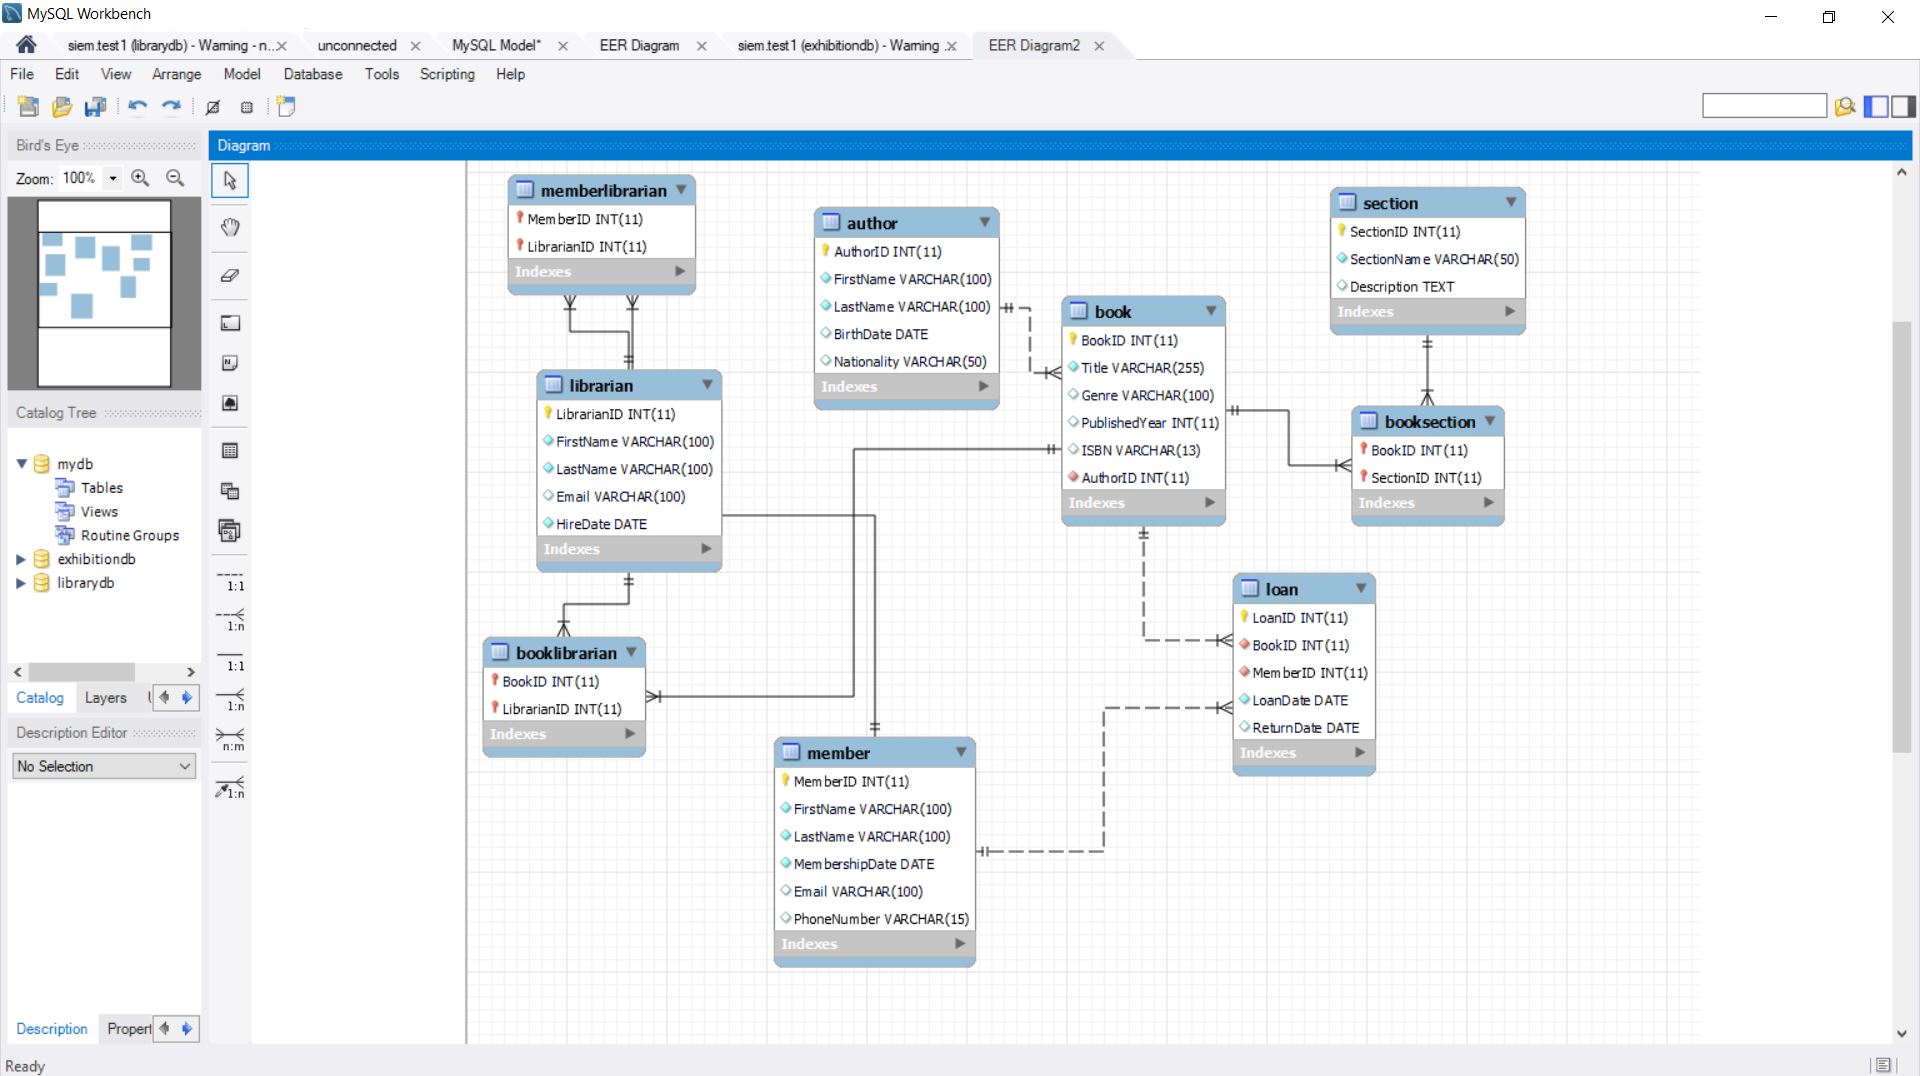 MySQL Workbench
siem.test1 (librarydb) - Warning - n...
unconnected
MySQL Model*
EER Diagram
siem.test1 (exhibitiondb) - Warning ...
EER Diagram2
File Edit View Arrange Model Database Tools Scripting Help
Bird's Eye
Zoom: 100%
Catalog Tree
mydb
Tables
Views
Routine Groups
exhibitiondb
librarydb
Catalog Layers
Description Editor
No Selection
Description Propert
Ready
1:1
1:n
1:1
1:n
n:m
1:n
Diagram
memberlibrarian
MemberID INT(11)
LibrarianID INT(11)
Indexes
librarian
LibrarianID INT(11)
FirstName VARCHAR(100)
LastName VARCHAR(100)
Email VARCHAR(100)
HireDate DATE
Indexes
booklibrarian
BookID INT(11)
LibrarianID INT(11)
Indexes
author
AuthorID INT(11)
FirstName VARCHAR(100)
LastName VARCHAR(100)
BirthDate DATE
Nationality VARCHAR(50)
Indexes
member
MemberID INT(11)
FirstName VARCHAR(100)
LastName VARCHAR(100)
MembershipDate DATE
Email VARCHAR(100)
PhoneNumber VARCHAR(15)
Indexes
book
BookID INT(11)
Title VARCHAR(255)
Genre VARCHAR(100)
PublishedYear INT(11)
ISBN VARCHAR(13)
AuthorID INT(11)
Indexes
section
SectionID INT(11)
SectionName VARCHAR(50)
Description TEXT
Indexes
booksection
BookID INT(11)
SectionID INT(11)
Indexes
loan
LoanID INT(11)
BookID INT(11)
MemberID INT(11)
LoanDate DATE
ReturnDate DATE
Indexes